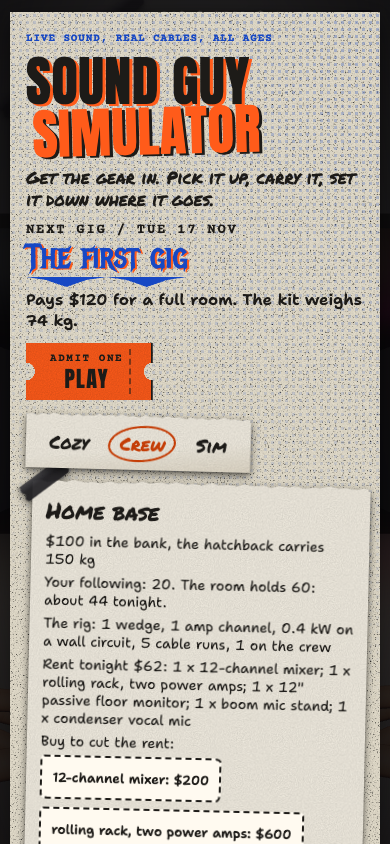 LIVE SOUND, REAL CABLES, ALL AGES
SOUND GUY
SIMULATOR
Get the gear in. Pick it up, carry it, set
it down where it goes.
NEXT GIG / TUE 17 NOV
The first gig
Pays $120 for a full room. The kit weighs
74 kg.
ADMIT ONE
PLAY
Cozy Crew Sim
Home base
$100 in the bank, the hatchback carries
150 kg
Your following: 20. The room holds 60:
about 44 tonight.
The rig: 1 wedge, 1 amp channel, 0.4 kW on
a wall circuit, 5 cable runs, 1 on the crew
Rent tonight $62: 1 x 12-channel mixer; 1 x
rolling rack, two power amps; 1 x 12"
passive floor monitor; 1 x boom mic stand; 1
x condenser vocal mic
Buy to cut the rent:
12-channel mixer: $200
rolling rack, two power amps: $600